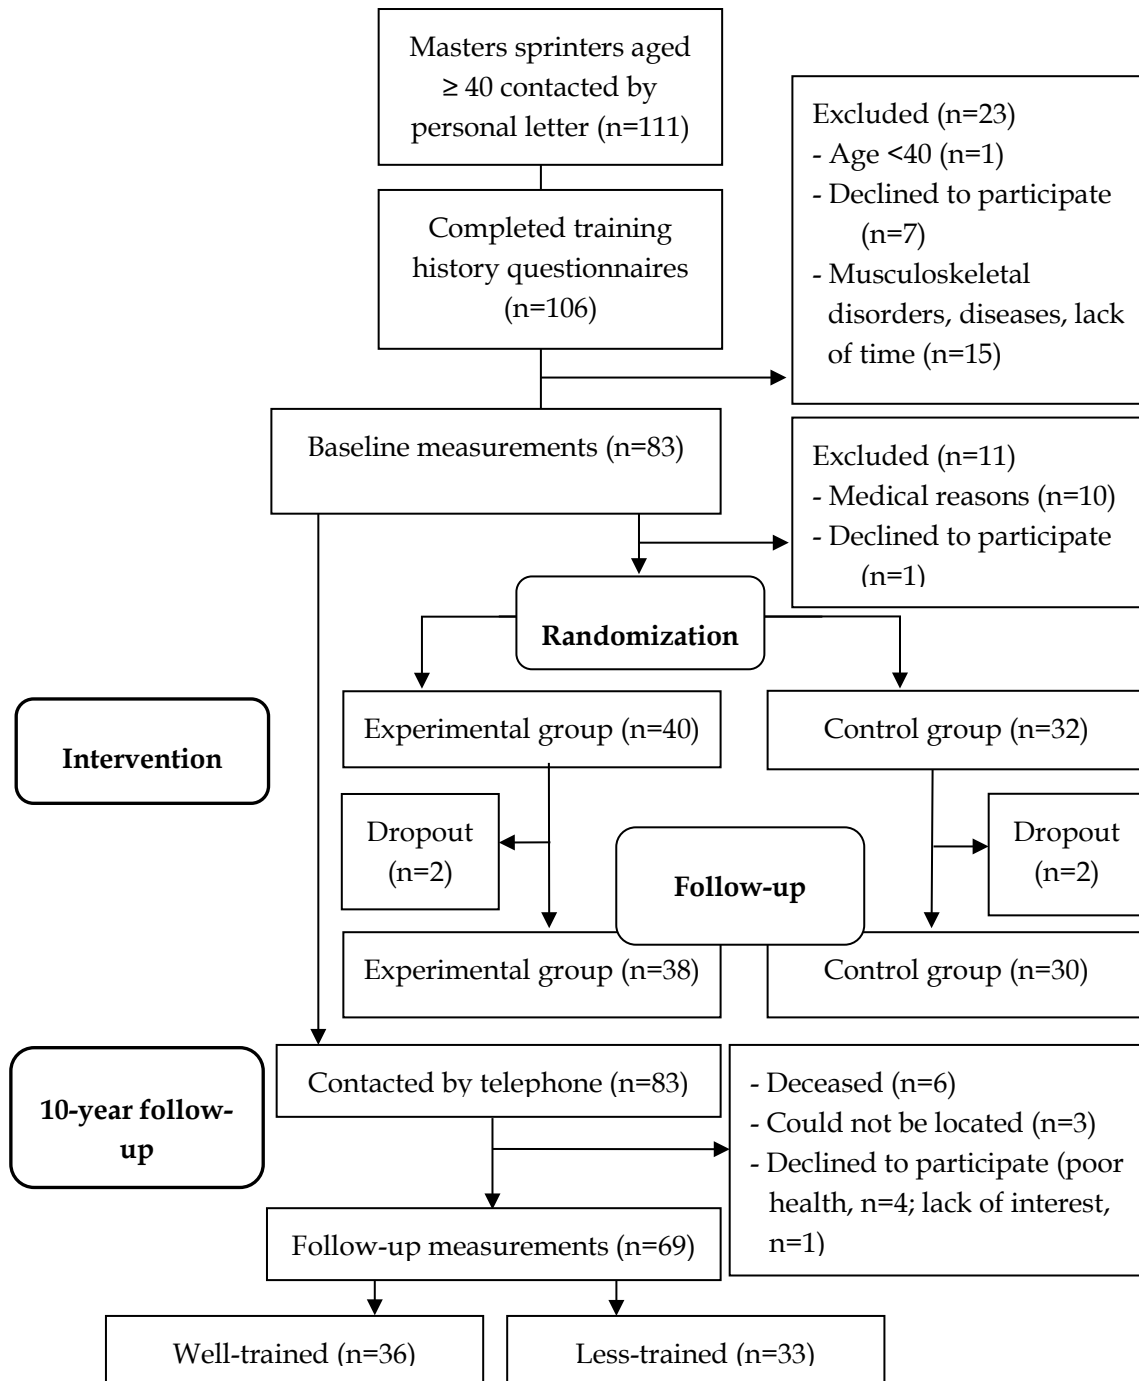 Masters sprinters aged
≥ 40 contacted by
personal letter (n=111)
Completed training
history questionnaires
(n=106)
Excluded (n=23)
- Age <40 (n=1)
- Declined to participate
(n=7)
- Musculoskeletal
disorders, diseases, lack
of time (n=15)
Baseline measurements (n=83)
Excluded (n=11)
- Medical reasons (n=10)
- Declined to participate
(n=1)
Randomization
Intervention
Experimental group (n=40)
Control group (n=32)
Dropout
(n=2)
Follow-up
Dropout
(n=2)
Experimental group (n=38)
Control group (n=30)
10-year follow-
up
Contacted by telephone (n=83)
- Deceased (n=6)
- Could not be located (n=3)
- Declined to participate (poor
health, n=4; lack of interest,
n=1)
Follow-up measurements (n=69)
Well-trained (n=36)
Less-trained (n=33)